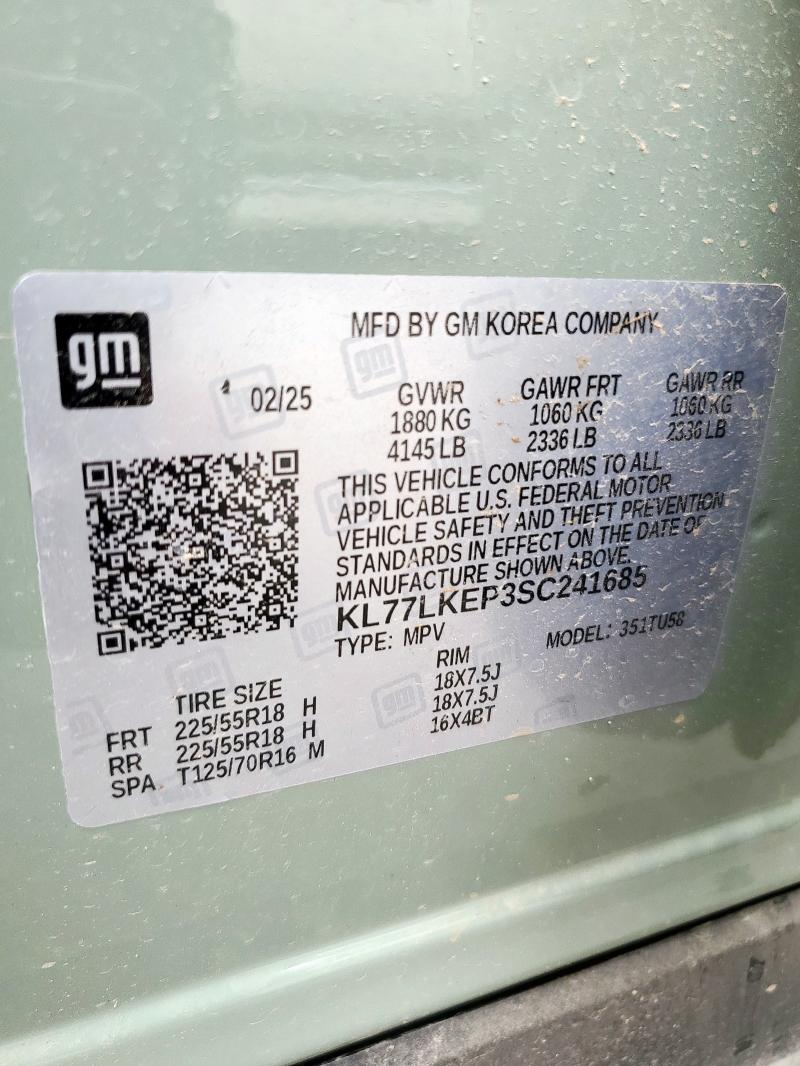 gm
MFD BY GM KOREA COMPANY
02/25
GVWR GAWR FRT GAWR RR
1880 KG 1060 KG 1060 KG
4145 LB 2336 LB 2336 LB
THIS VEHICLE CONFORMS TO ALL
APPLICABLE U.S. FEDERAL MOTOR
VEHICLE SAFETY AND THEFT PREVENTION
STANDARDS IN EFFECT ON THE DATE OF
MANUFACTURE SHOWN ABOVE.
KL77LKEP3SC241685
TYPE: MPV MODEL: 351TU58
TIRE SIZE RIM
FRT 225/55R18 H 18X7.5J
RR 225/55R18 H 18X7.5J
SPA T125/70R16 M 16X4BT